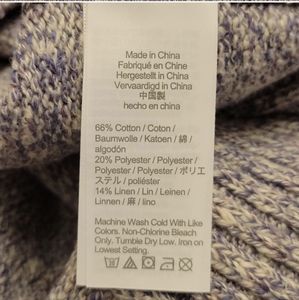 Made in China
Fabriqué en Chine
Hergestellt in China
Vervaardigd in China
中国製
hecho en china
66% Cotton / Coton /
Baumwolle / Katoen / 綿 /
algodón
20% Polyester / Polyester /
Polyester / Polyester / ポリエ
ステル / poliéster
14% Linen / Lin / Leinen /
Linnen / 麻 / lino
Machine Wash Cold With Like
Colors. Non-Chlorine Bleach
Only. Tumble Dry Low. Iron on
Lowest Setting.